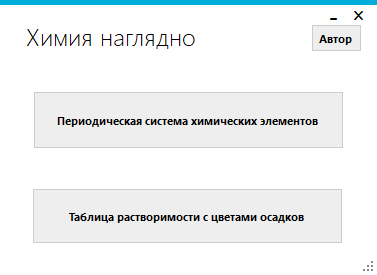 Химия наглядно
Автор
Периодическая система химических элементов
Таблица растворимости с цветами осадков